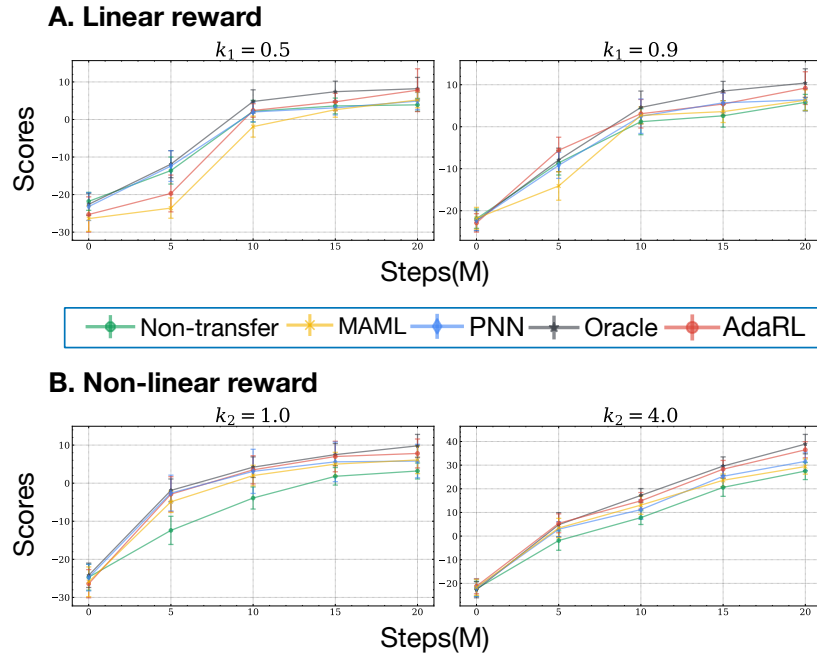 A. Linear reward
k₁ = 0.5
k₁ = 0.9
Scores
10
0
−10
−20
−30
0 5 10 15 20
10
0
−10
−20
0 5 10 15 20
Steps(M)
Non-transfer MAML PNN Oracle AdaRL
B. Non-linear reward
k₂ = 1.0
k₂ = 4.0
Scores
10
0
−10
−20
−30
0 5 10 15 20
40
30
20
10
0
−10
−20
0 5 10 15 20
Steps(M)